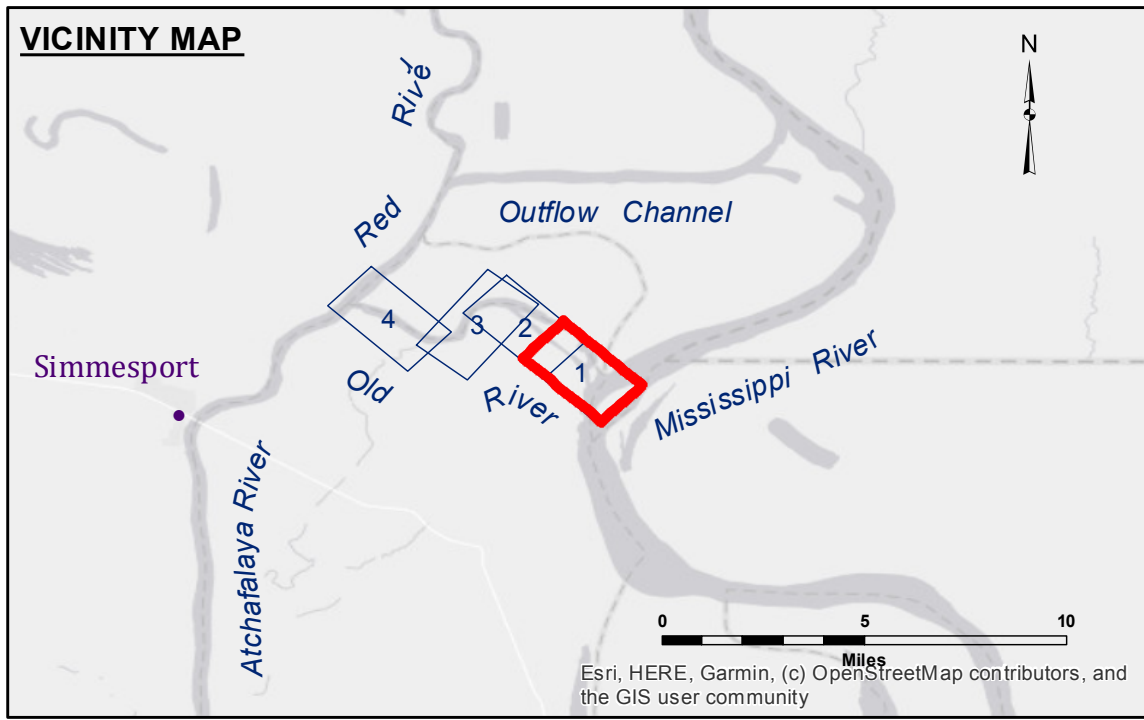 VICINITY MAP
N
Red River
Outflow Channel
4
3
2
1
Simmesport
Old River
Mississippi River
Atchafalaya River
0 5 10
Miles
Esri, HERE, Garmin, (c) OpenStreetMap contributors, and
the GIS user community